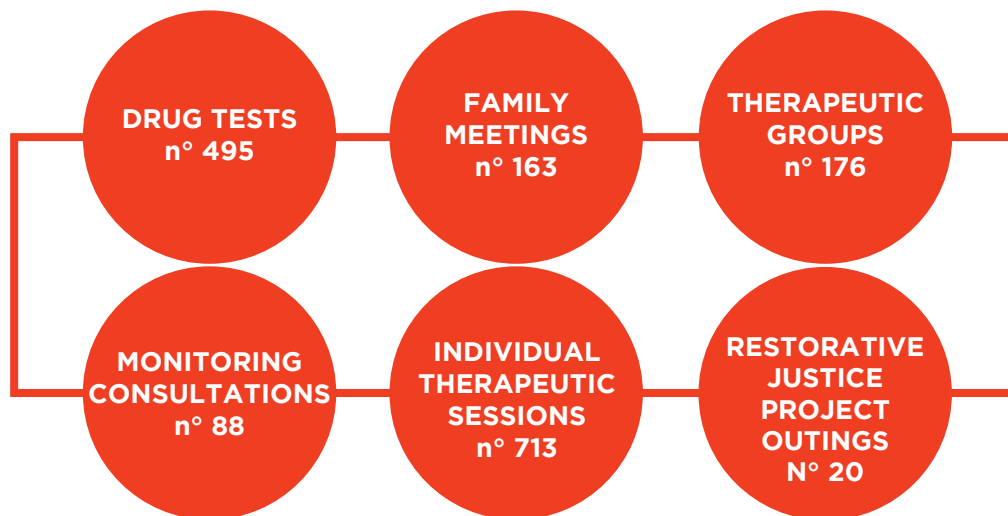 DRUG TESTS
n° 495
FAMILY
MEETINGS
n° 163
THERAPEUTIC
GROUPS
n° 176
MONITORING
CONSULTATIONS
n° 88
INDIVIDUAL
THERAPEUTIC
SESSIONS
n° 713
RESTORATIVE
JUSTICE
PROJECT
OUTINGS
N° 20